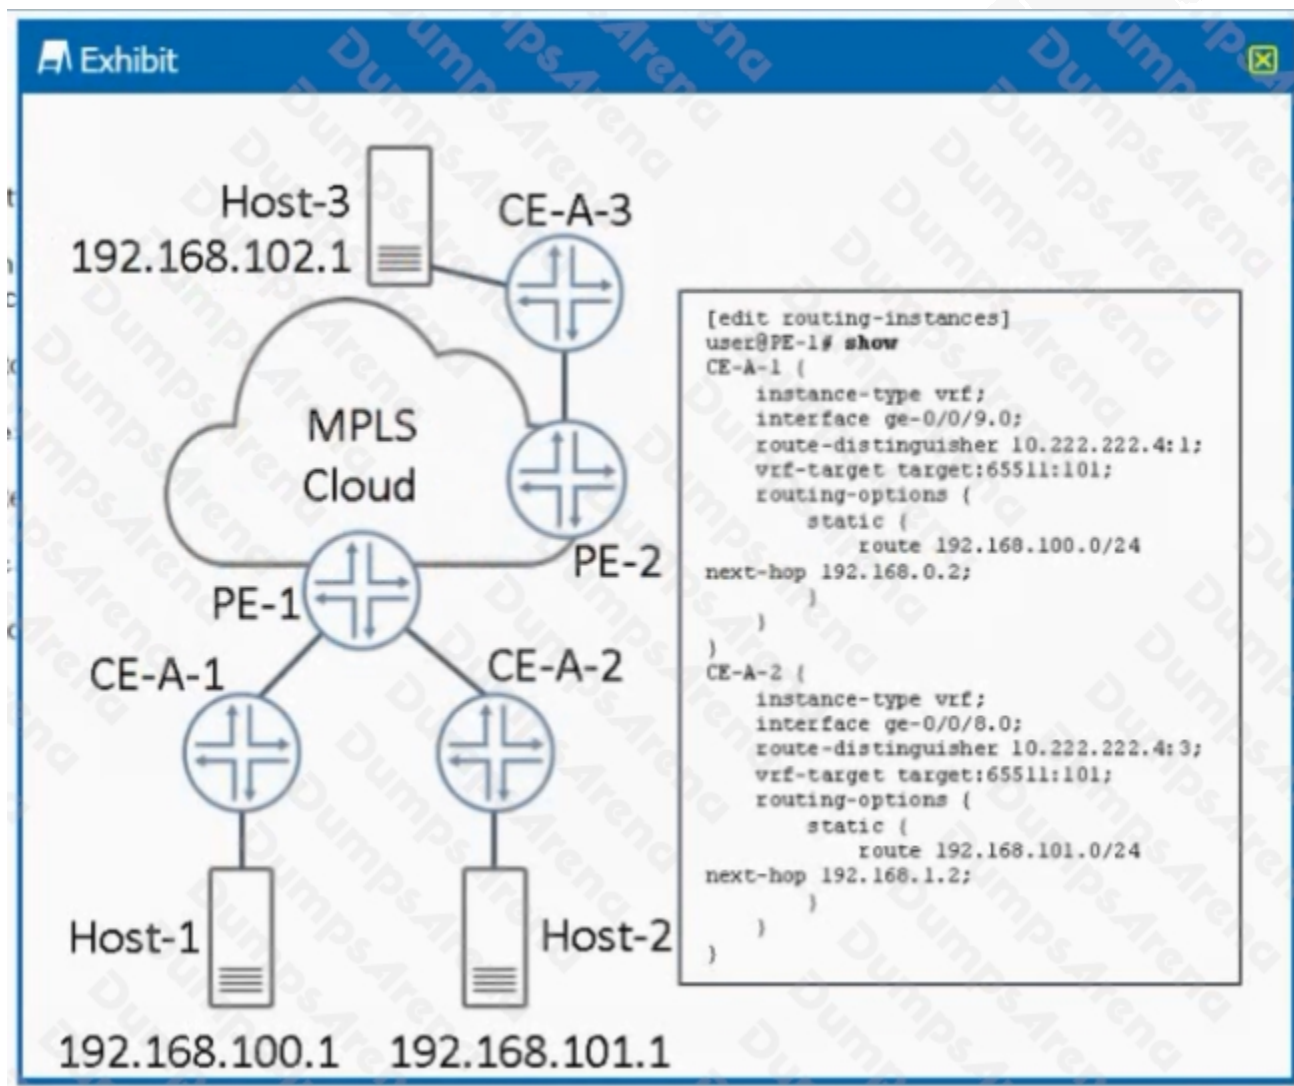 Exhibit
Host-3
192.168.102.1
CE-A-3
MPLS
Cloud
PE-2
PE-1
CE-A-1
CE-A-2
Host-1
Host-2
192.168.100.1
192.168.101.1
[edit routing-instances]
user@PE-1# show
CE-A-1 {
    instance-type vrf;
    interface ge-0/0/9.0;
    route-distinguisher 10.222.222.4:1;
    vrf-target target:65511:101;
    routing-options {
        static {
            route 192.168.100.0/24
next-hop 192.168.0.2;
        }
    }
}
CE-A-2 {
    instance-type vrf;
    interface ge-0/0/8.0;
    route-distinguisher 10.222.222.4:3;
    vrf-target target:65511:101;
    routing-options {
        static {
            route 192.168.101.0/24
next-hop 192.168.1.2;
        }
    }
}
DumpsArena